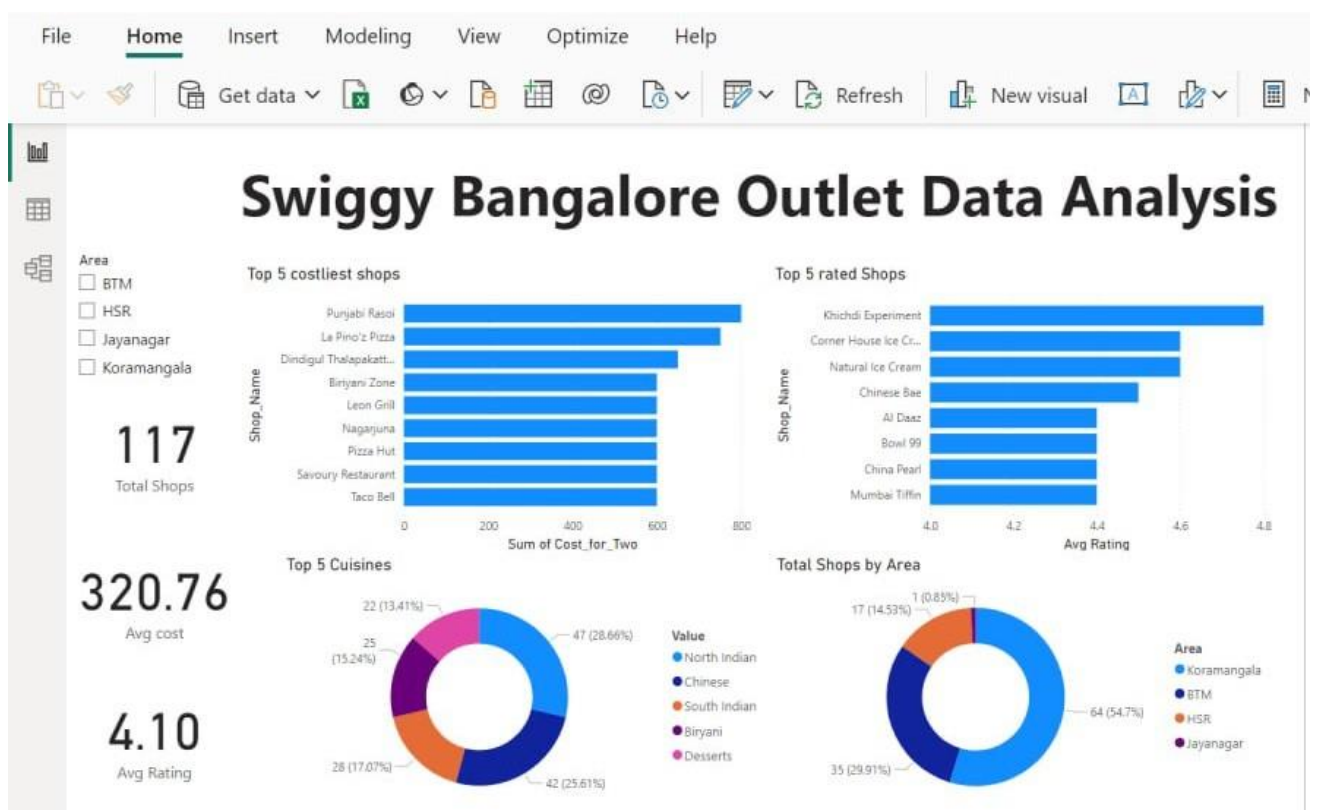 File Home Insert Modeling View Optimize Help
Get data Refresh New visual
Swiggy Bangalore Outlet Data Analysis
Area
BTM
HSR
Jayanagar
Koramangala
117
Total Shops
320.76
Avg cost
4.10
Avg Rating
Top 5 costliest shops
Shop_Name
Punjabi Rasoi
La Pino'z Pizza
Dindigul Thalapakatt...
Biriyani Zone
Leon Grill
Nagarjuna
Pizza Hut
Savoury Restaurant
Taco Bell
0 200 400 600 800
Sum of Cost_for_Two
Top 5 rated Shops
Shop_Name
Khichdi Experiment
Corner House Ice Cr...
Natural Ice Cream
Chinese Bae
Al Daaz
Bowl 99
China Pearl
Mumbai Tiffin
4.0 4.2 4.4 4.6 4.8
Avg Rating
Top 5 Cuisines
22 (13.41%)
47 (28.66%)
25
(15.24%)
28 (17.07%)
42 (25.61%)
Value
North Indian
Chinese
South Indian
Biryani
Desserts
Total Shops by Area
1 (0.85%)
17 (14.53%)
64 (54.7%)
35 (29.91%)
Area
Koramangala
BTM
HSR
Jayanagar